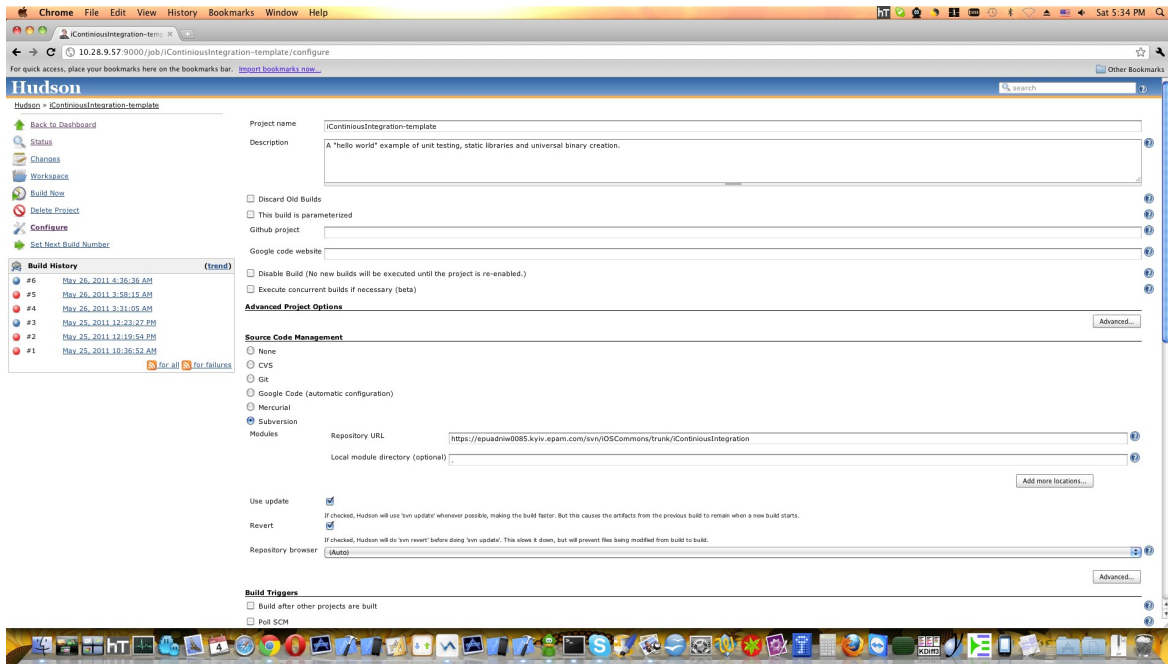 Chrome File Edit View History Bookmarks Window Help
Sat 5:34 PM
iContiniousIntegration-temp
10.28.9.57:9000/job/iContiniousIntegration-template/configure
For quick access, place your bookmarks here on the bookmarks bar. Import bookmarks now...
Other Bookmarks
Hudson
search
Hudson » iContiniousIntegration-template
Back to Dashboard
Status
Changes
Workspace
Build Now
Delete Project
Configure
Set Next Build Number
Build History (trend)
#6 May 26, 2011 4:36:36 AM
#5 May 26, 2011 3:58:15 AM
#4 May 26, 2011 3:31:05 AM
#3 May 25, 2011 12:23:27 PM
#2 May 25, 2011 12:19:54 PM
#1 May 25, 2011 10:36:52 AM
for all for failures
Project name iContiniousIntegration-template
Description A "hello world" example of unit testing, static libraries and universal binary creation.
Discard Old Builds
This build is parameterized
Github project
Google code website
Disable Build (No new builds will be executed until the project is re-enabled.)
Execute concurrent builds if necessary (beta)
Advanced Project Options
Advanced...
Source Code Management
None
CVS
Git
Google Code (automatic configuration)
Mercurial
Subversion
Modules Repository URL https://epuadniw0085.kyiv.epam.com/svn/iOSCommons/trunk/iContiniousIntegration
Local module directory (optional) .
Add more locations...
Use update
If checked, Hudson will use 'svn update' whenever possible, making the build faster. But this causes the artifacts from the previous build to remain when a new build starts.
Revert
If checked, Hudson will do 'svn revert' before doing 'svn update'. This slows it down, but will prevent files being modified from build to build.
Repository browser (Auto)
Advanced...
Build Triggers
Build after other projects are built
Poll SCM
hT
4
KDiff3